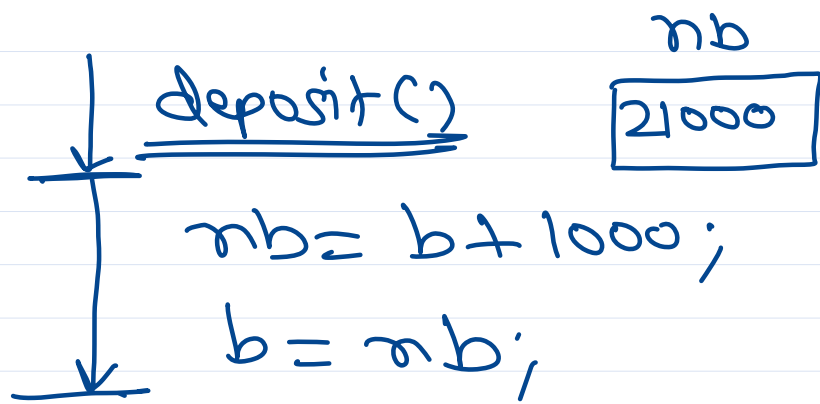 nb
deposit()
21000
nb= b+1000;
b= nb;